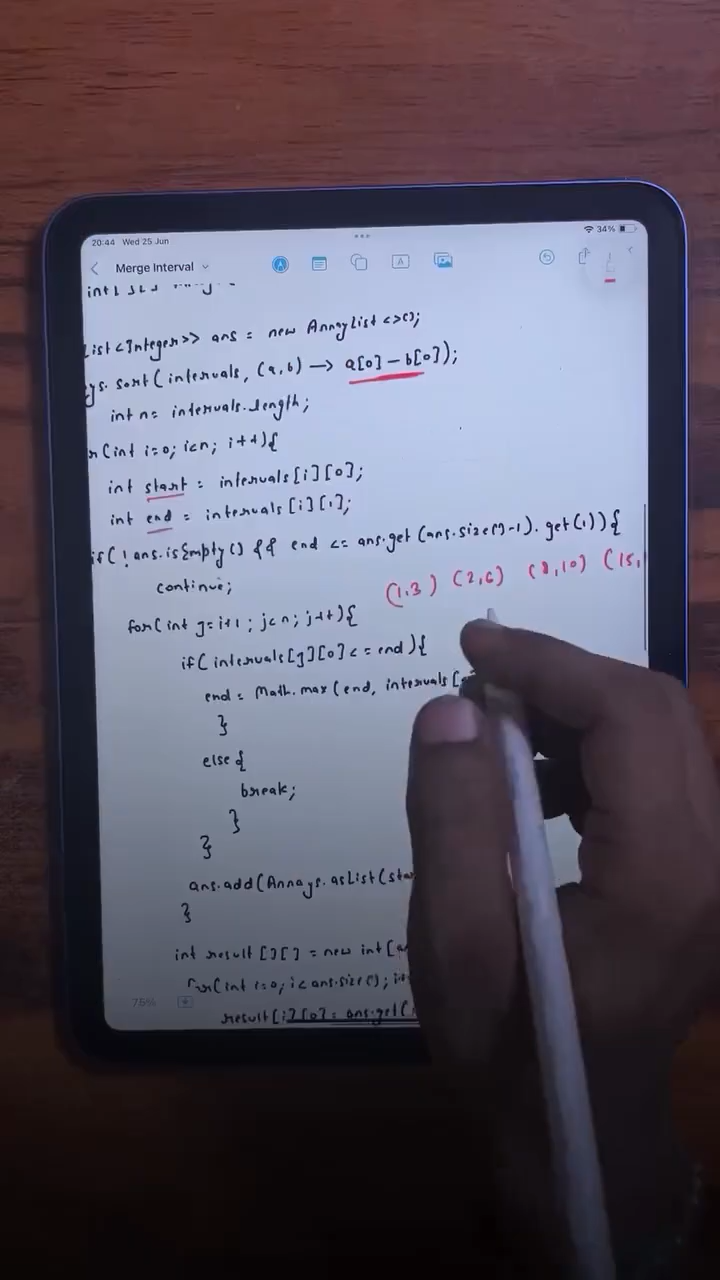 20:44 Wed 25 Jun 34%
Merge Interval
List<Integer>> ans = new ArrayList<>();
ys.sort(intervals, (a,b) -> a[0] - b[0]);
int n = intervals.length;
r(int i=0; i<n; i++){
int start = intervals[i][0];
int end = intervals[i][1];
if(!ans.isEmpty() && end <= ans.get(ans.size()-1).get(1)){
continue;
(1,3) (2,6) (8,10) (15,
for(int j=i+1; j<n; j++){
if(intervals[j][0]<=end){
end = Math.max(end, intervals[
}
else{
break;
}
}
ans.add(Arrays.asList(sta
}
int result[][] = new int[a
for(int i=0; i<ans.size(); i+
75%
result[i][0] = ans.get(